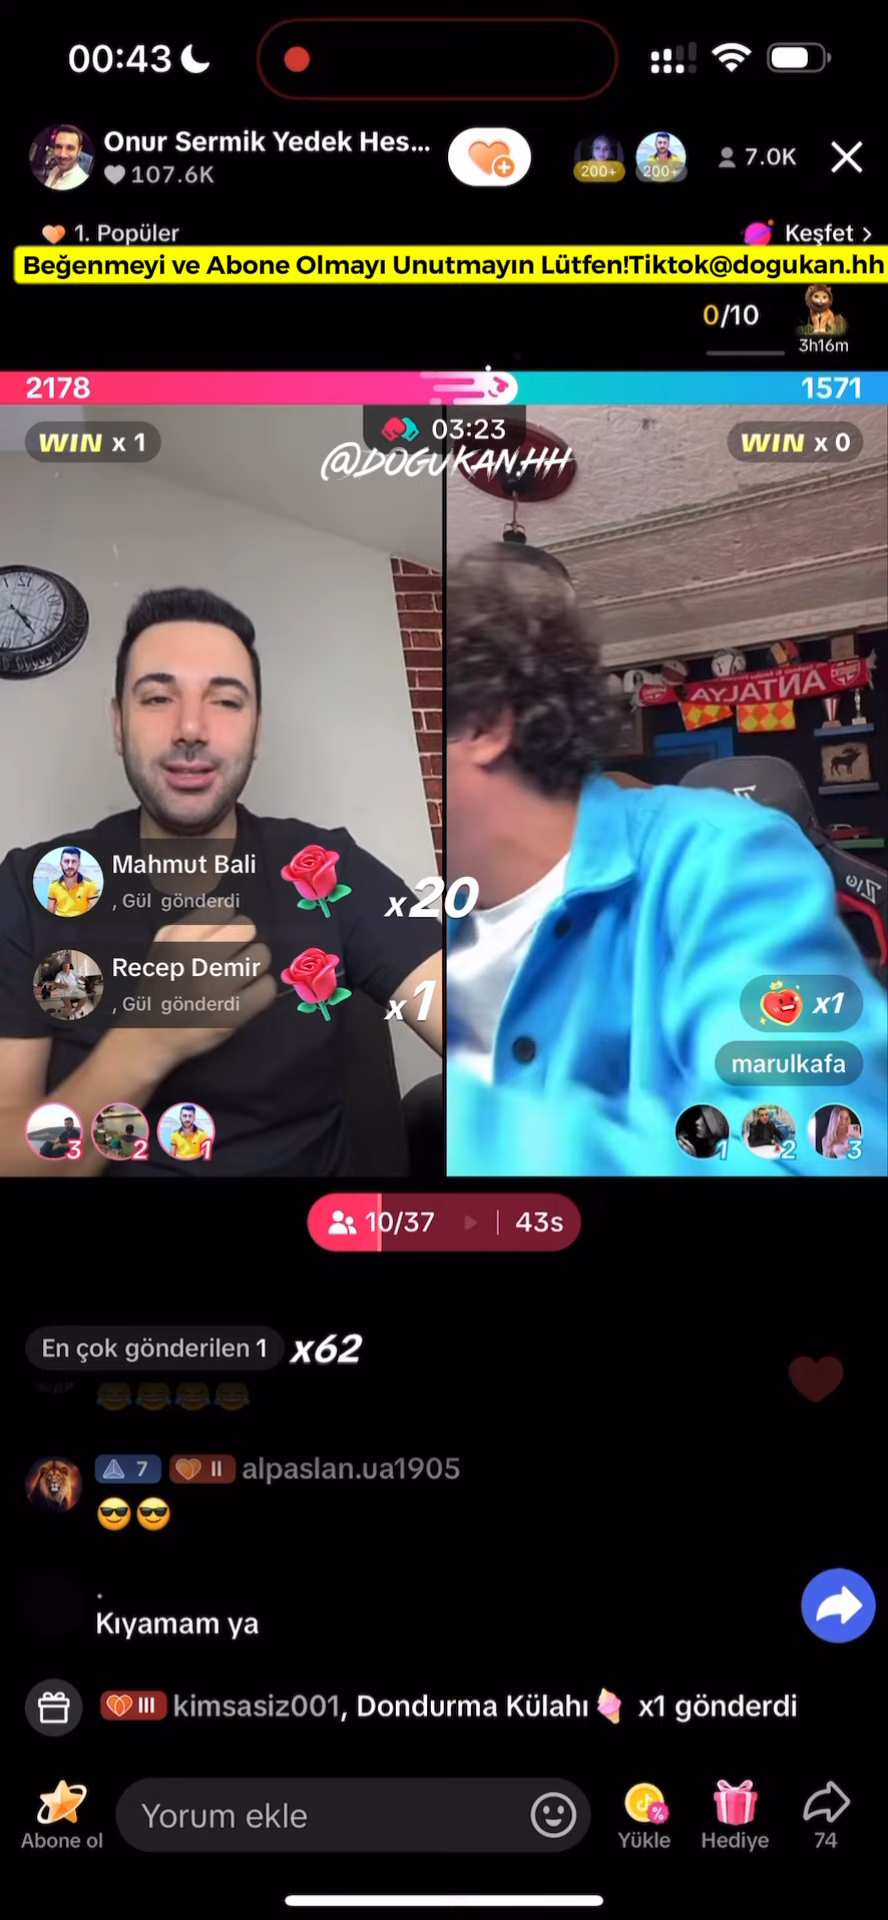 00:43
Onur Sermik Yedek Hes...
107.6K
200+
200+
7.0K
1. Popüler
Keşfet >
Beğenmeyi ve Abone Olmayı Unutmayın Lütfen!Tiktok@dogukan.hh
0/10
3h16m
2178
1571
WIN x 1
03:23
WIN x 0
@DOGUKAN.HH
ANTALYA
Mahmut Bali
, Gül gönderdi
x20
Recep Demir
, Gül gönderdi
x1
x1
marulkafa
3
2
1
1
2
3
10/37
43s
En çok gönderilen 1
x62
7
II
alpaslan.ua1905
.
Kıyamam ya
III
kimsasiz001, Dondurma Külahı x1 gönderdi
Abone ol
Yorum ekle
Yükle
Hediye
74